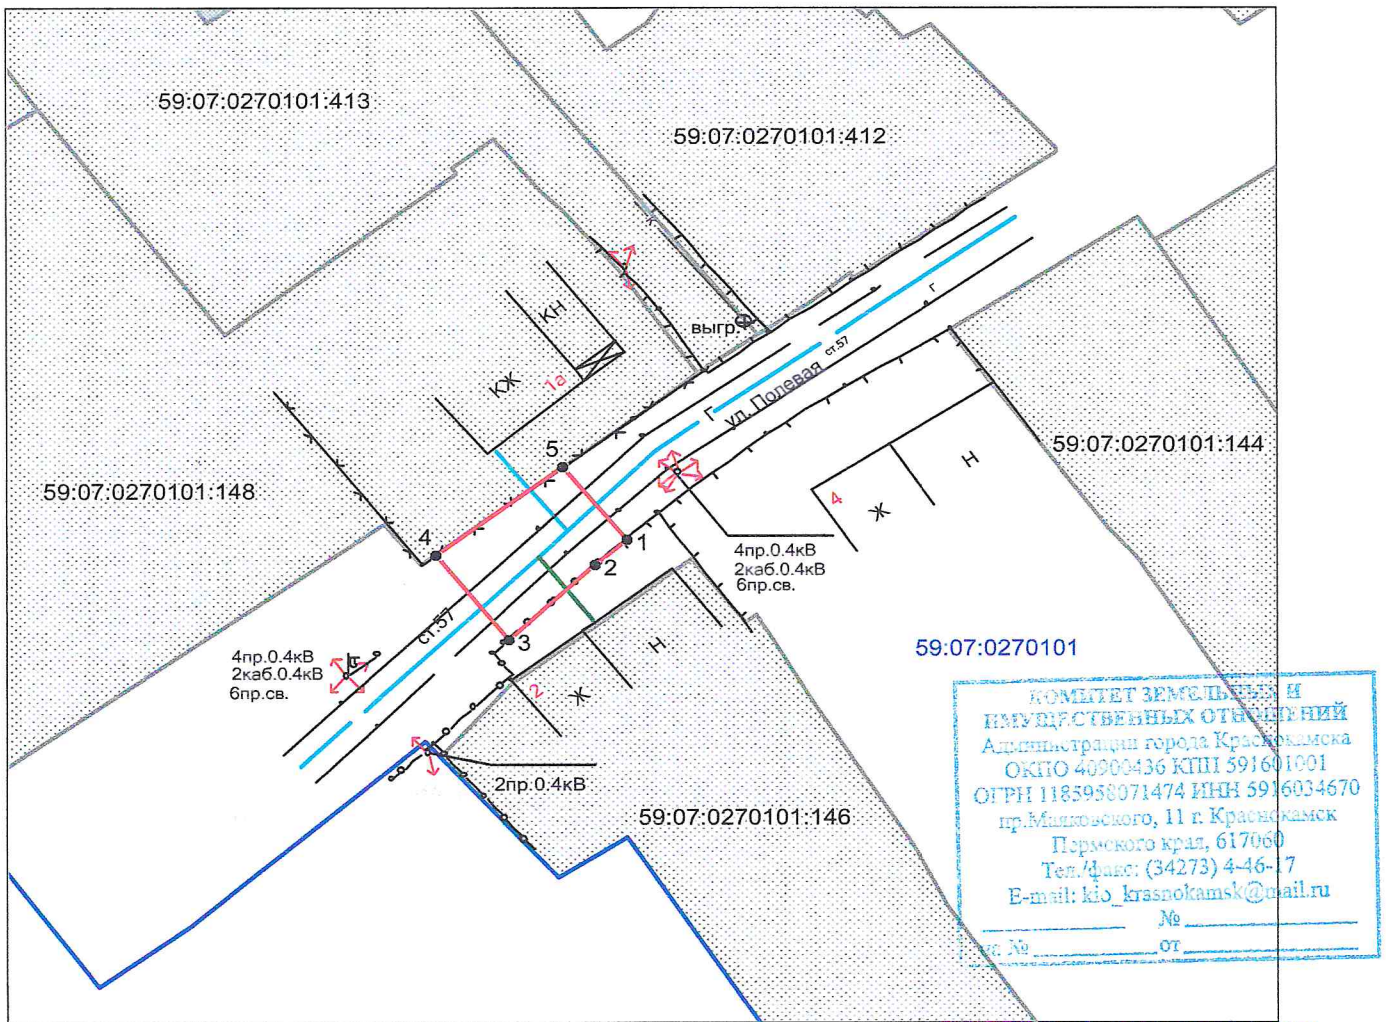 59:07:0270101:413
59:07:0270101:412
выгр.
КН
КЖ
1а
Г
г
ст.57
ул. Полевая
59:07:0270101:144
59:07:0270101:148
5
4
1
2
3
4
Ж
Н
4пр.0.4кВ
2каб.0.4кВ
6пр.св.
ст.57
4пр.0.4кВ
2каб.0.4кВ
6пр.св.
Н
Ж
2
59:07:0270101
2пр.0.4кВ
59:07:0270101:146
КОМИТЕТ ЗЕМЕЛЬНЫХ И
ИМУЩЕСТВЕННЫХ ОТНОШЕНИЙ
Администрации города Краснокамска
ОКПО 40900436 КПП 591601001
ОГРН 1185958071474 ИНН 5916034670
пр.Маяковского, 11 г. Краснокамск
Пермского края, 617060
Тел./факс: (34273) 4-46-17
E-mail: kio_krasnokamsk@mail.ru
№
на № от